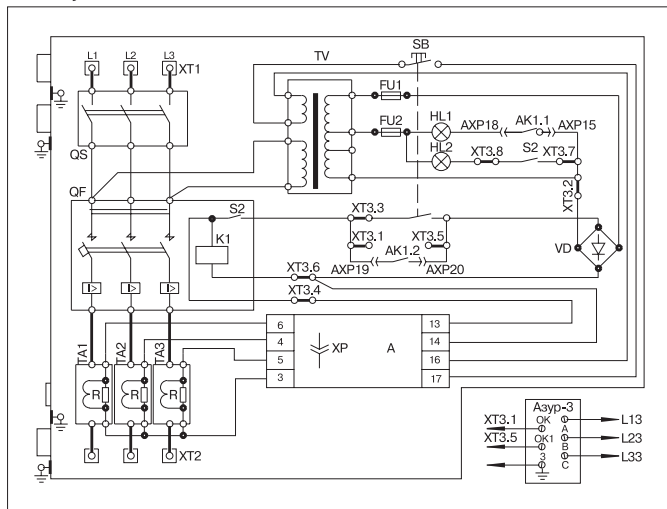 L1 L2 L3 XT1
TV
SB
FU1
FU2
HL1
AXP18
AK1.1
AXP15
HL2
XT3.8
S2
XT3.7
XT3.2
QS
QF
S2
XT3.3
K1
XT3.1
XT3.5
AK1.2
AXP19
AXP20
VD
XT3.6
XT3.4
I> I> I>
TA1 TA2 TA3
6 13
4 XP A 14
5 16
3 17
R R R
XT2
Азур-3
XT3.1 OK A L13
XT3.5 OK1 B L23
3 C L33